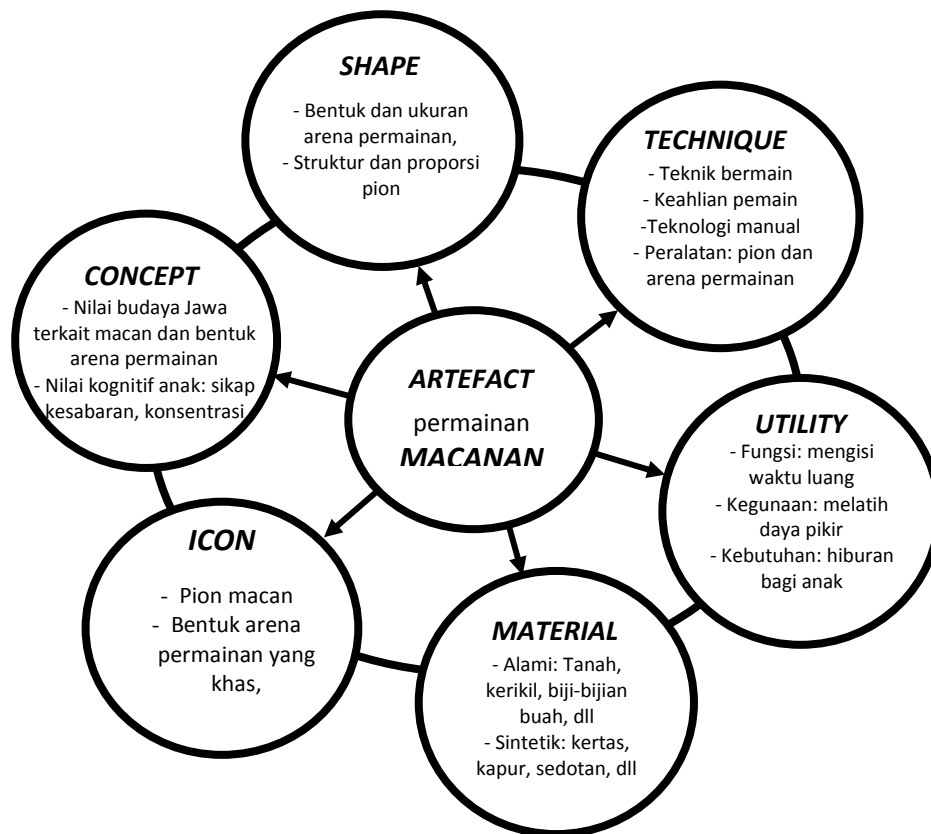 SHAPE
- Bentuk dan ukuran
arena permainan,
- Struktur dan proporsi
pion
TECHNIQUE
- Teknik bermain
- Keahlian pemain
-Teknologi manual
- Peralatan: pion dan
arena permainan
CONCEPT
- Nilai budaya Jawa
terkait macan dan bentuk
arena permainan
- Nilai kognitif anak: sikap
kesabaran, konsentrasi
ARTEFACT
permainan
MACANAN
UTILITY
- Fungsi: mengisi
waktu luang
- Kegunaan: melatih
daya pikir
- Kebutuhan: hiburan
bagi anak
ICON
- Pion macan
- Bentuk arena
permainan yang
khas,
MATERIAL
- Alami: Tanah,
kerikil, biji-bijian
buah, dll
- Sintetik: kertas,
kapur, sedotan, dll